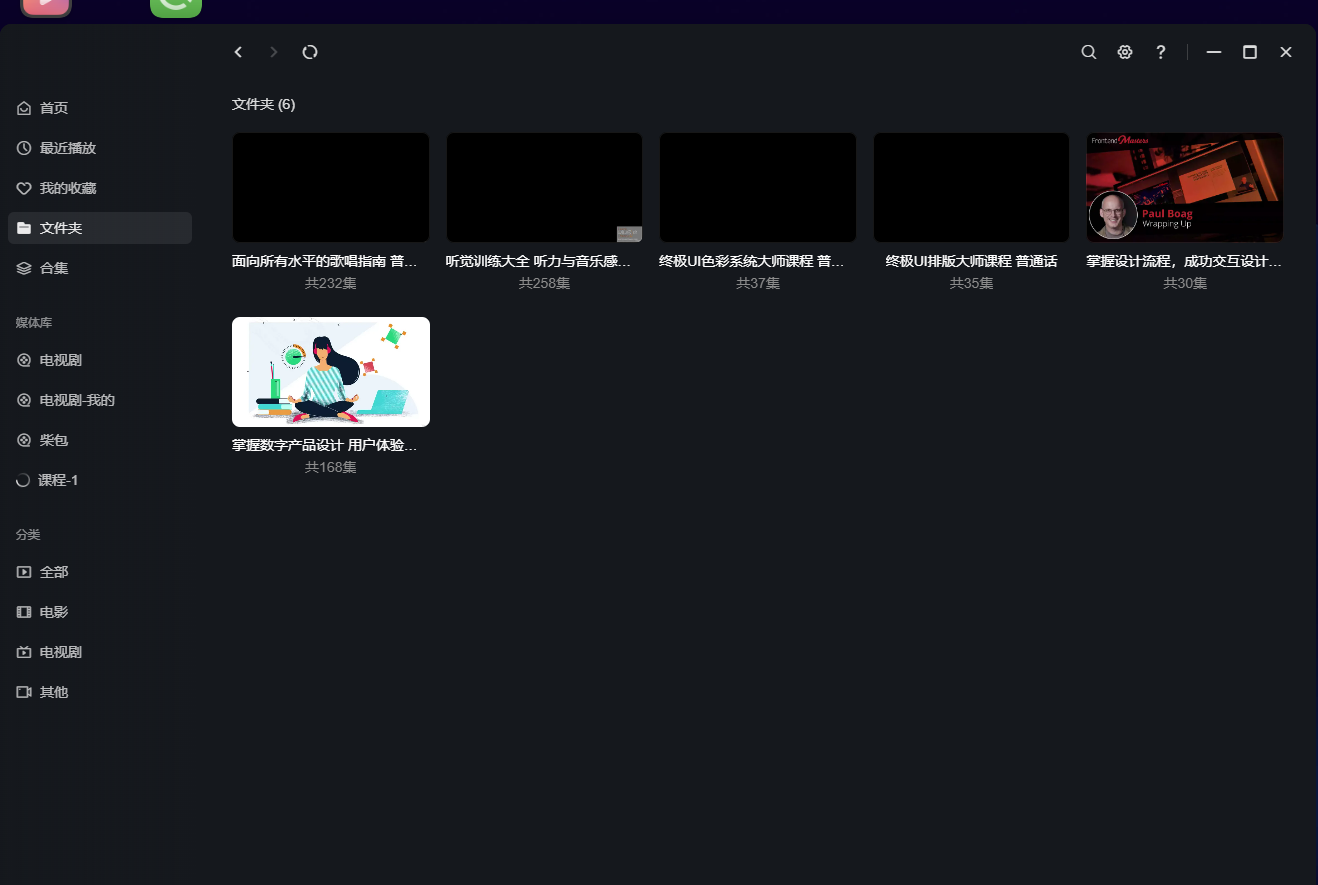 文件夹 (6)
首页
最近播放
我的收藏
文件夹
合集
媒体库
电视剧
电视剧-我的
柴包
课程-1
分类
全部
电影
电视剧
其他
Frontend Masters
Paul Boag
Wrapping Up
面向所有水平的歌唱指南 普...
共232集
听觉训练大全 听力与音乐感...
共258集
终极UI色彩系统大师课程 普...
共37集
终极UI排版大师课程 普通话
共35集
掌握设计流程，成功交互设计...
共30集
掌握数字产品设计 用户体验...
共168集